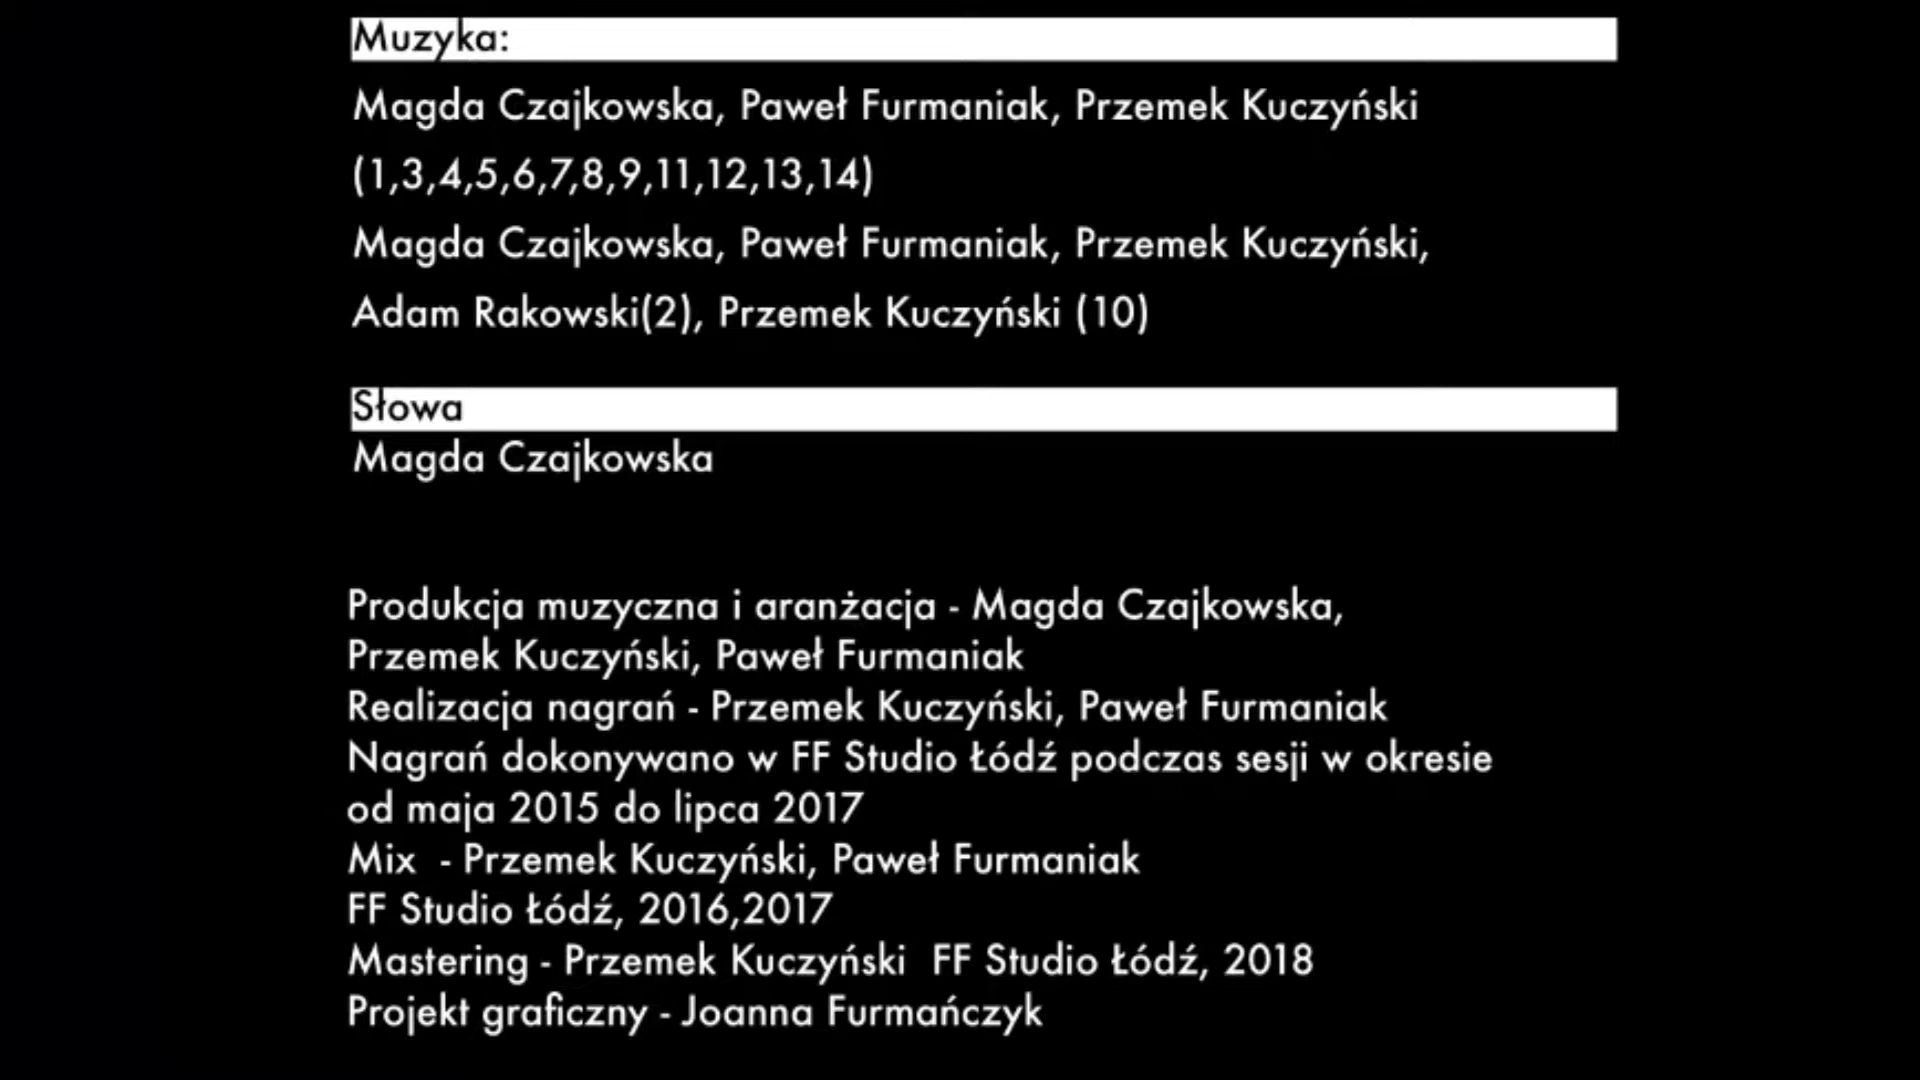 Muzyka:
Magda Czajkowska, Paweł Furmaniak, Przemek Kuczyński
(1,3,4,5,6,7,8,9,11,12,13,14)
Magda Czajkowska, Paweł Furmaniak, Przemek Kuczyński,
Adam Rakowski(2), Przemek Kuczyński (10)
Słowa
Magda Czajkowska
Produkcja muzyczna i aranżacja - Magda Czajkowska,
Przemek Kuczyński, Paweł Furmaniak
Realizacja nagrań - Przemek Kuczyński, Paweł Furmaniak
Nagrań dokonywano w FF Studio Łódź podczas sesji w okresie
od maja 2015 do lipca 2017
Mix  - Przemek Kuczyński, Paweł Furmaniak
FF Studio Łódź, 2016,2017
Mastering - Przemek Kuczyński  FF Studio Łódź, 2018
Projekt graficzny - Joanna Furmańczyk